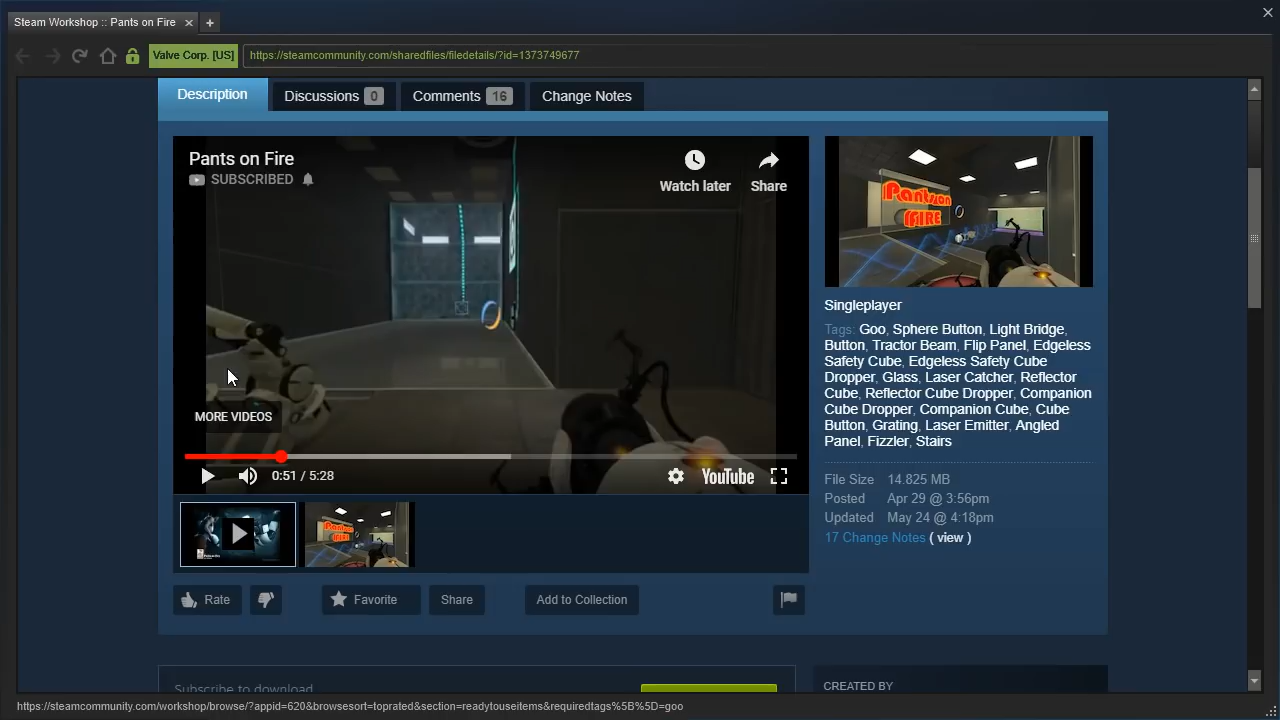 Steam Workshop :: Pants on Fire
Valve Corp. [US]
https://steamcommunity.com/sharedfiles/filedetails/?id=1373749677
Description
Discussions 0
Comments 16
Change Notes
Pants on Fire
SUBSCRIBED
Watch later
Share
MORE VIDEOS
0:51 / 5:28
YouTube
Pants on
FIRE
Singleplayer
Tags: Goo, Sphere Button, Light Bridge,
Button, Tractor Beam, Flip Panel, Edgeless
Safety Cube, Edgeless Safety Cube
Dropper, Glass, Laser Catcher, Reflector
Cube, Reflector Cube Dropper, Companion
Cube Dropper, Companion Cube, Cube
Button, Grating, Laser Emitter, Angled
Panel, Fizzler, Stairs
File Size 14.825 MB
Posted Apr 29 @ 3:56pm
Updated May 24 @ 4:18pm
17 Change Notes ( view )
Rate
Favorite
Share
Add to Collection
Subscribe to download
CREATED BY
https://steamcommunity.com/workshop/browse/?appid=620&browsesort=toprated&section=readytouseitems&requiredtags%5B%5D=goo